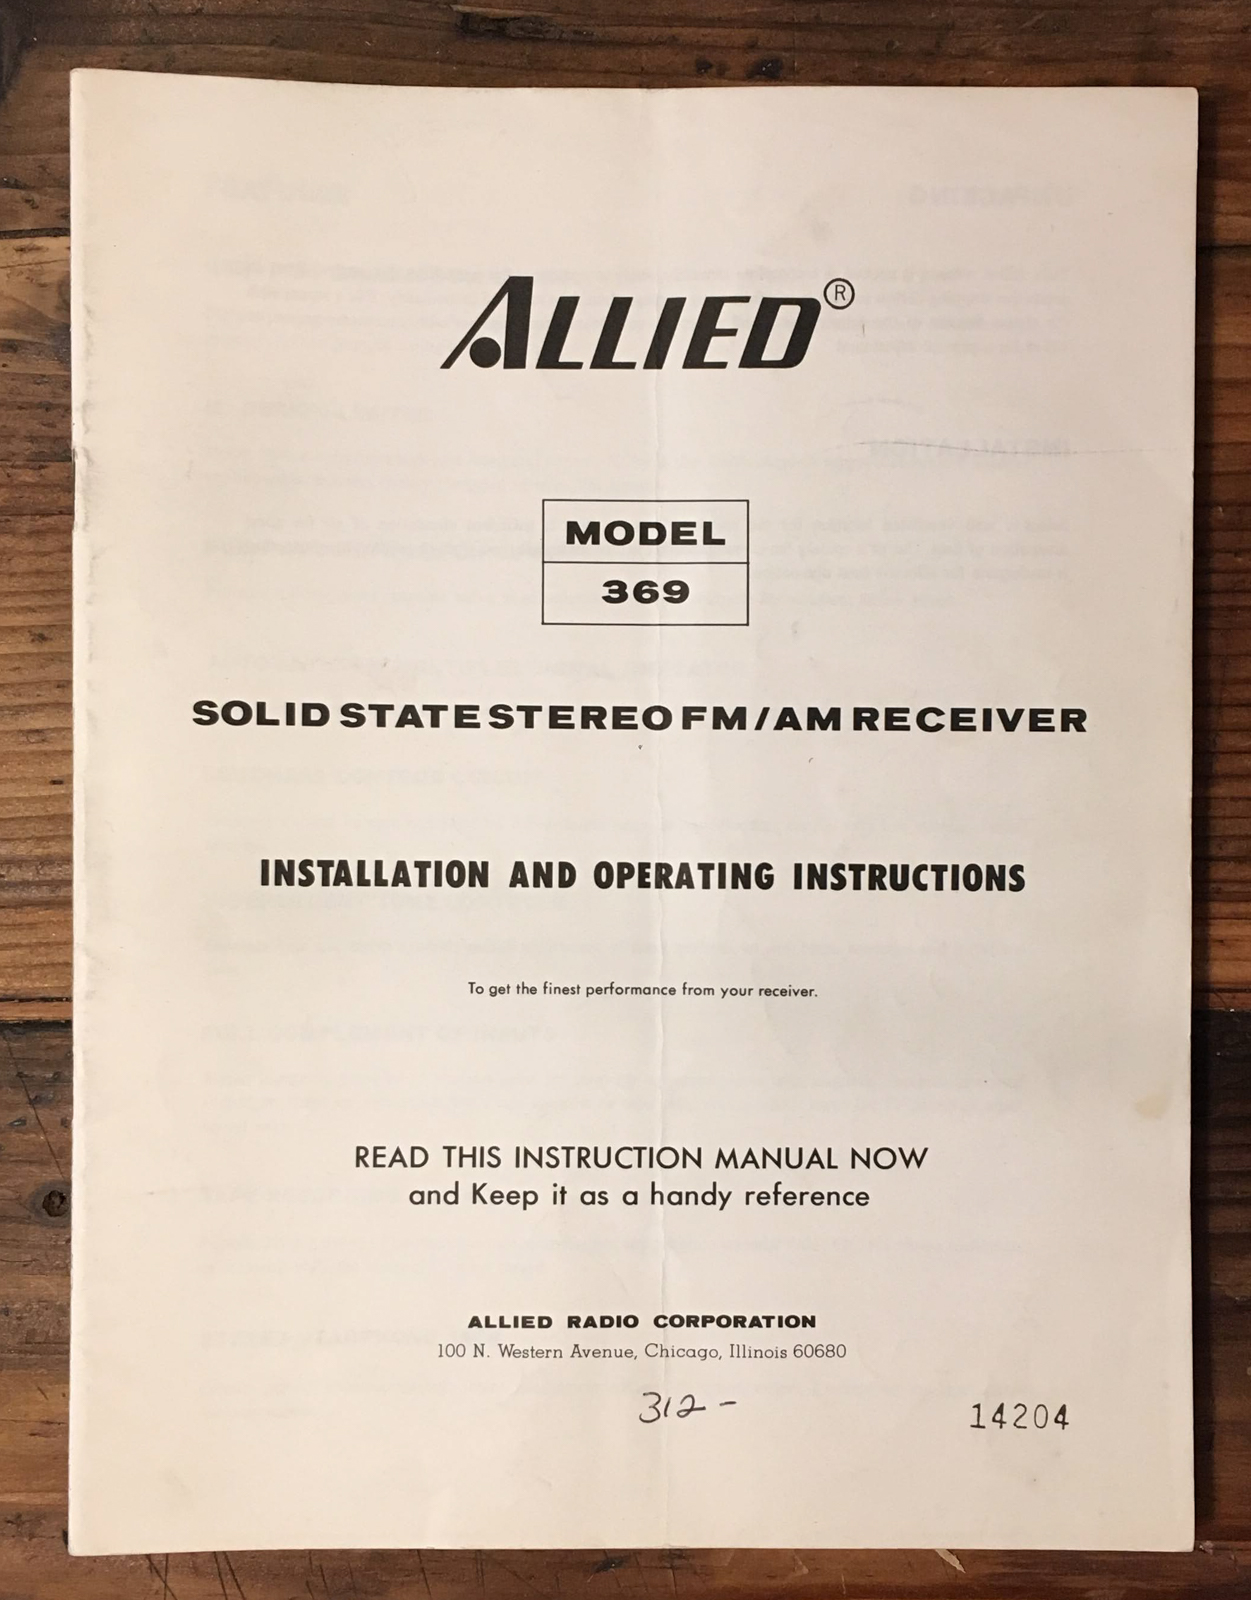 ALLIED®
MODEL
369
SOLID STATE STEREO FM/AM RECEIVER
INSTALLATION AND OPERATING INSTRUCTIONS
To get the finest performance from your receiver.
READ THIS INSTRUCTION MANUAL NOW
and Keep it as a handy reference
ALLIED RADIO CORPORATION
100 N. Western Avenue, Chicago, Illinois 60680
312-
14204